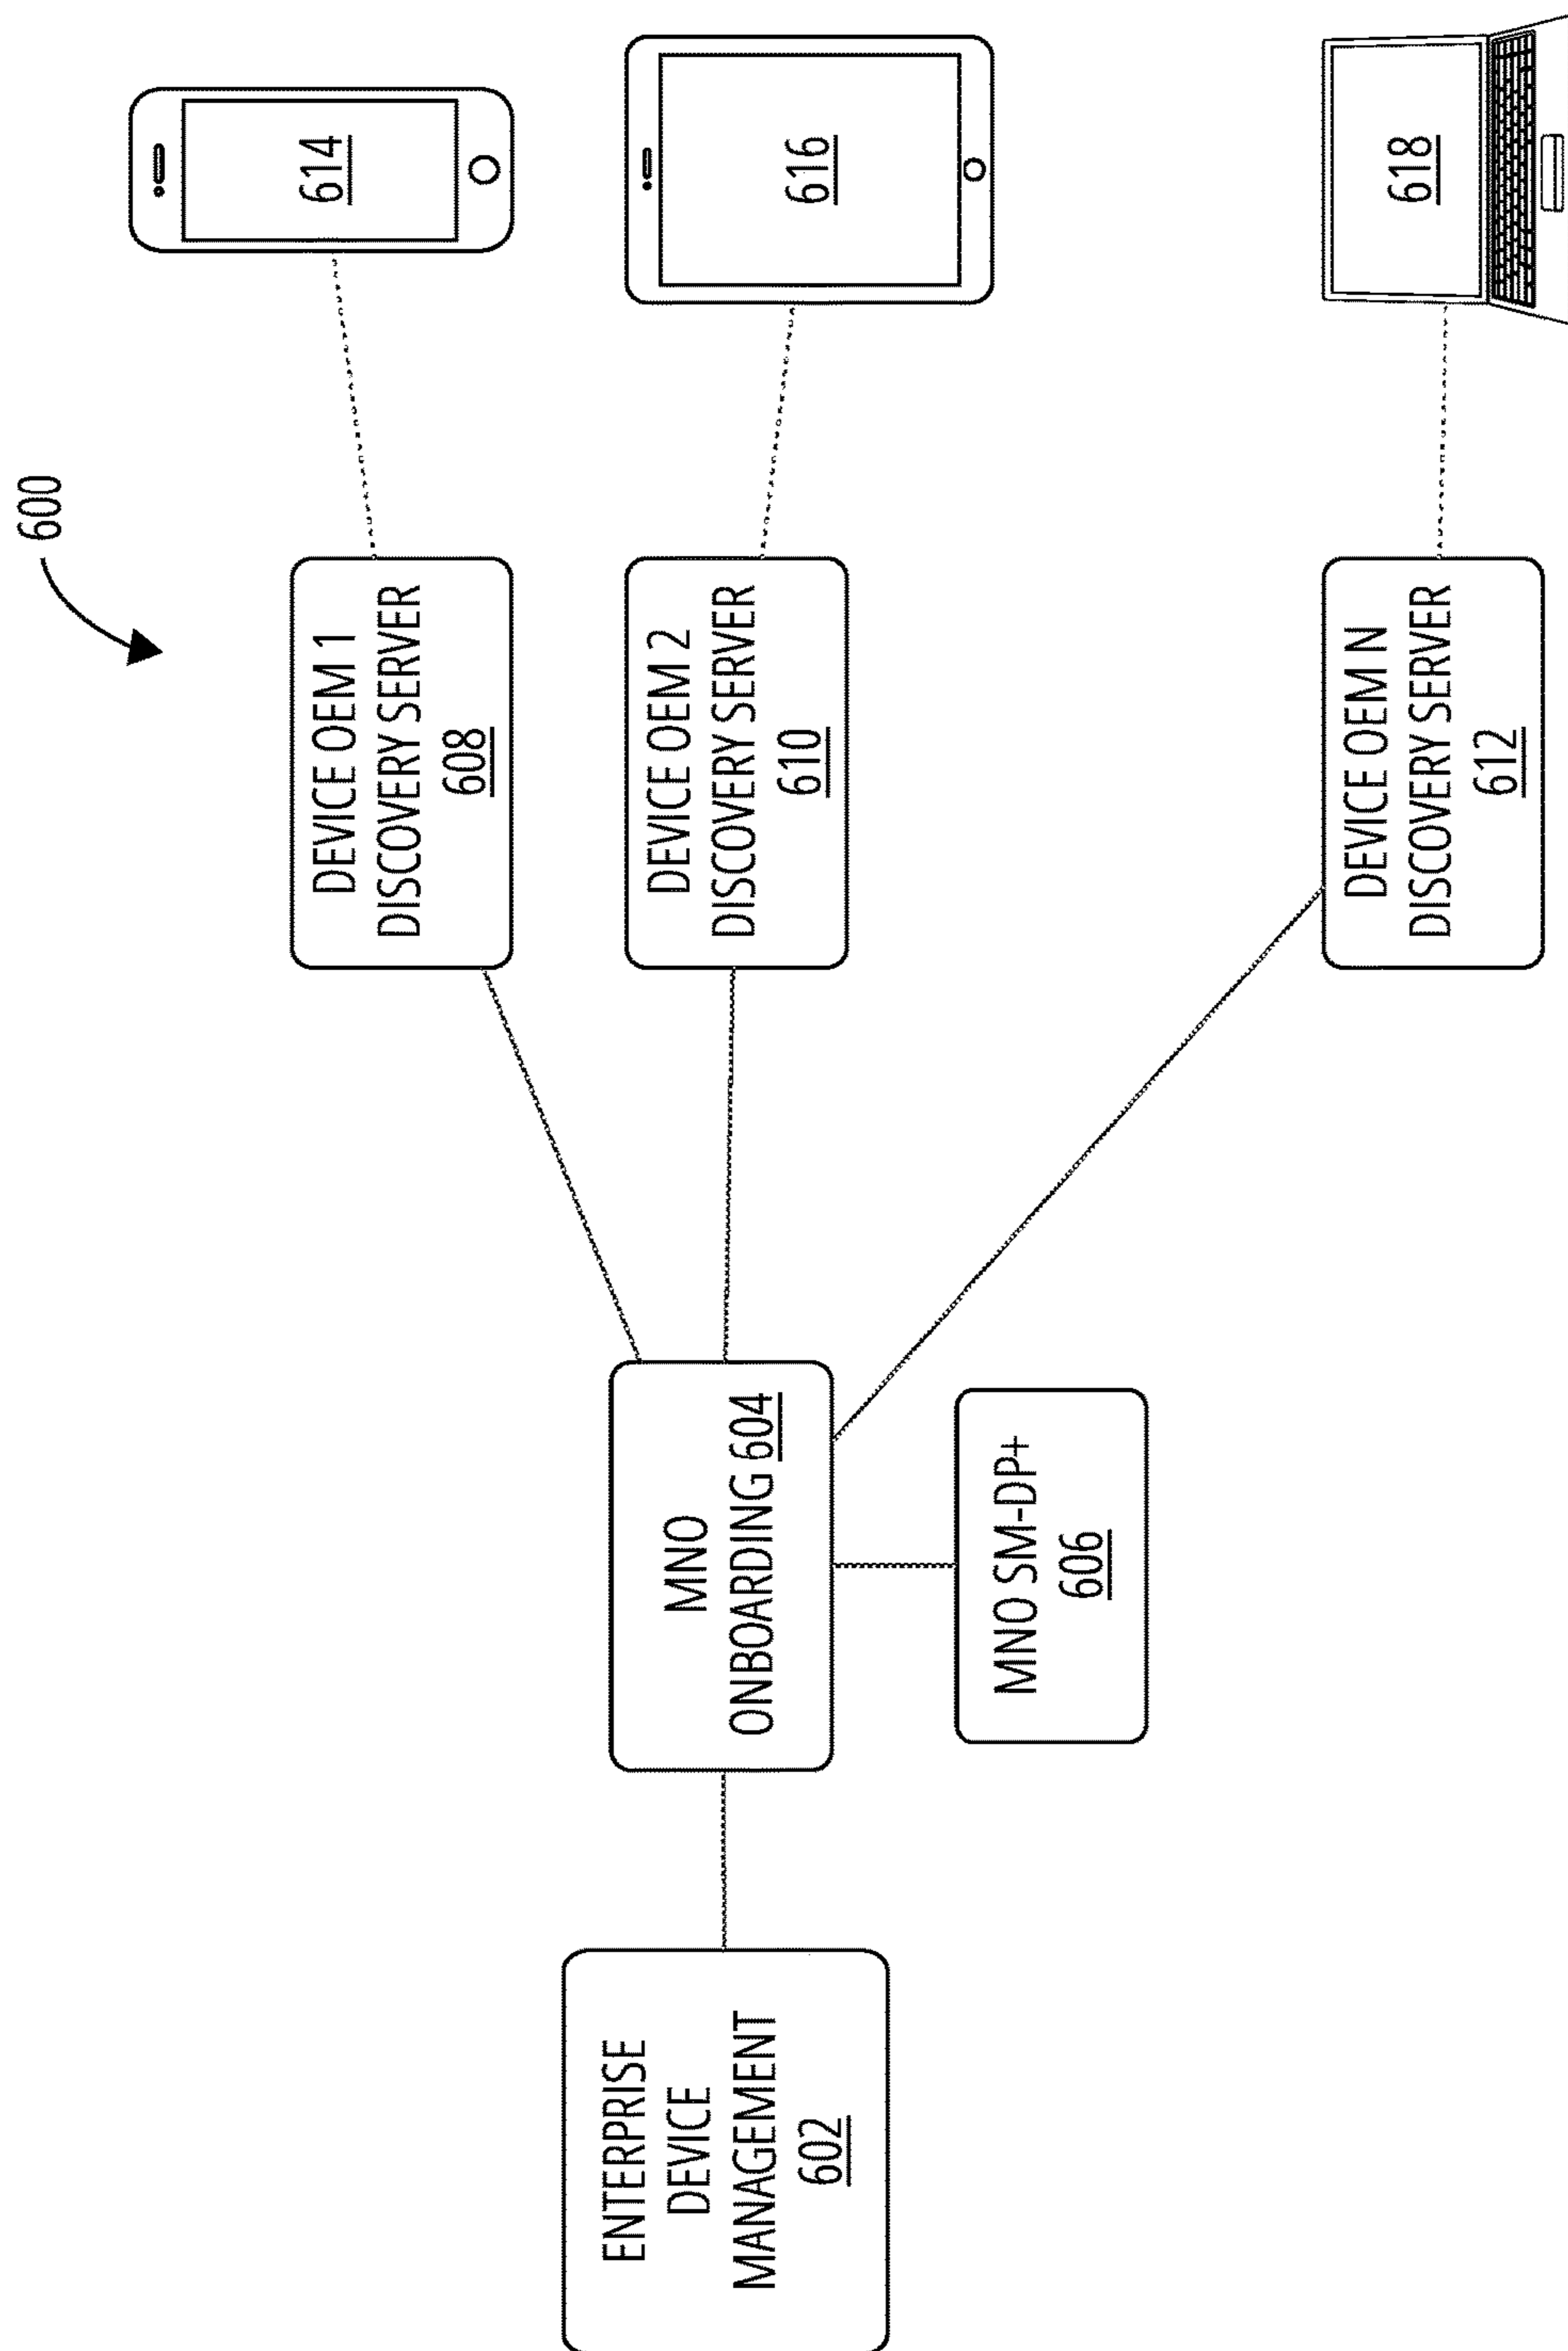 600
DEVICE OEM 1
DISCOVERY SERVER
608
614
DEVICE OEM 2
DISCOVERY SERVER
610
616
DEVICE OEM N
DISCOVERY SERVER
612
618
MNO
ONBOARDING 604
MNO SM-DP+
606
ENTERPRISE
DEVICE
MANAGEMENT
602